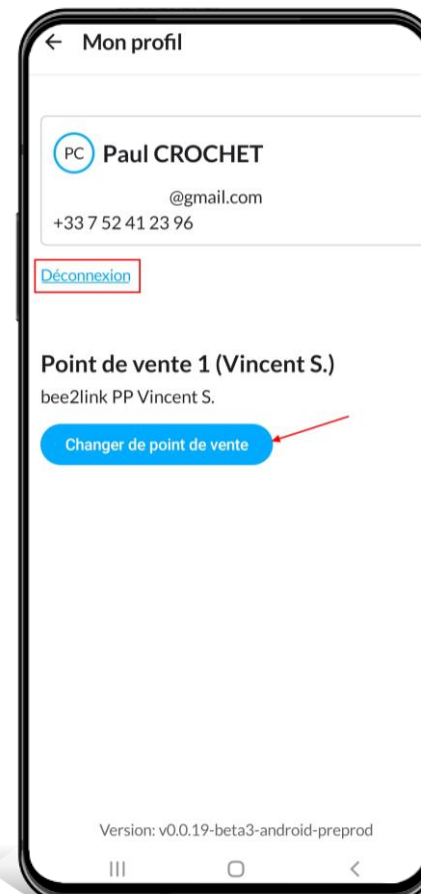 Mon profil
PC Paul CROCHET
@gmail.com
+33 7 52 41 23 96
Déconnexion
Point de vente 1 (Vincent S.)
bee2link PP Vincent S.
Changer de point de vente
Version: v0.0.19-beta3-android-preprod